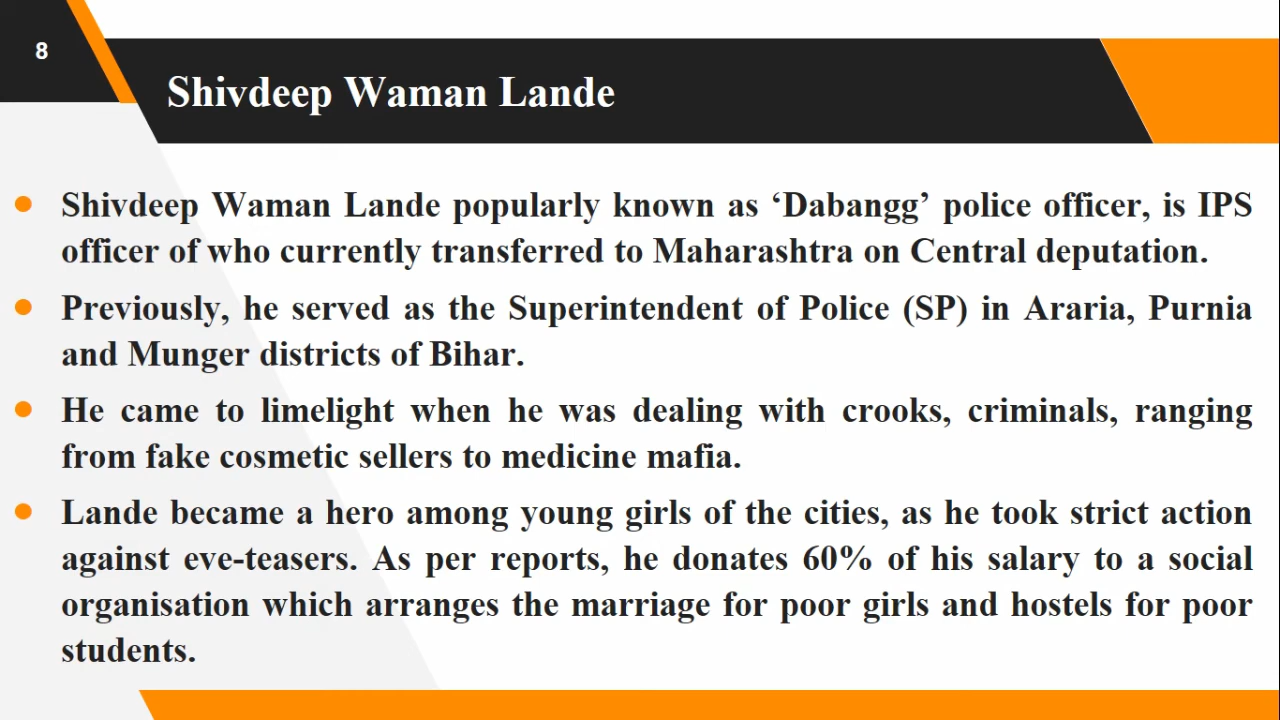 8
Shivdeep Waman Lande
Shivdeep Waman Lande popularly known as ‘Dabangg’ police officer, is IPS
officer of who currently transferred to Maharashtra on Central deputation.
Previously, he served as the Superintendent of Police (SP) in Araria, Purnia
and Munger districts of Bihar.
He came to limelight when he was dealing with crooks, criminals, ranging
from fake cosmetic sellers to medicine mafia.
Lande became a hero among young girls of the cities, as he took strict action
against eve-teasers. As per reports, he donates 60% of his salary to a social
organisation which arranges the marriage for poor girls and hostels for poor
students.